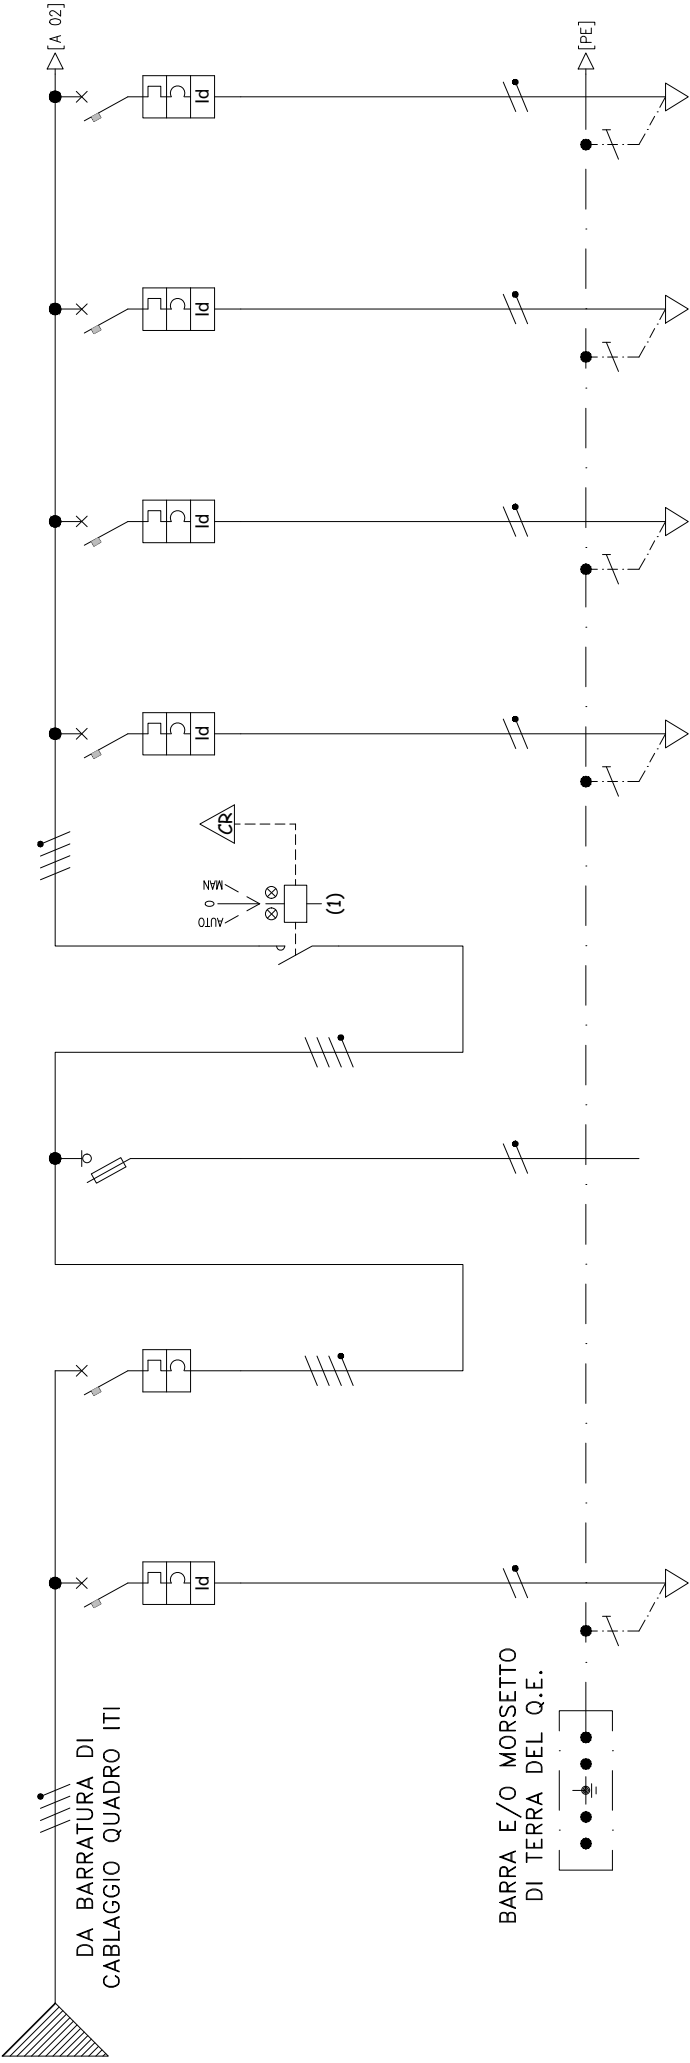 DA BARRATURA DI
CABLAGGIO QUADRO ITI
Id
AUTO
0
MAN
(1)
CR
Id
Id
Id
Id
[A 02]
BARRA E/O MORSETTO
DI TERRA DEL Q.E.
[PE]